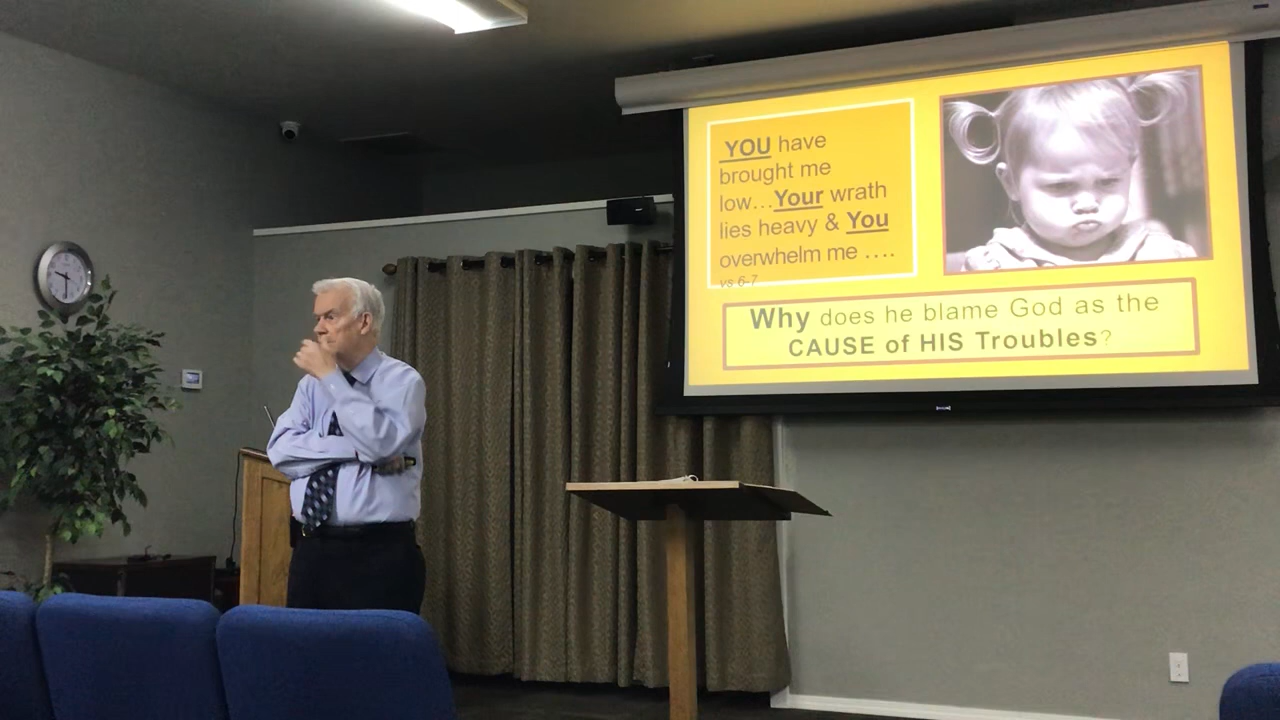 YOU have
brought me
low...Your wrath
lies heavy & You
overwhelm me ....
vs 6-7
Why does he blame God as the
CAUSE of HIS Troubles?